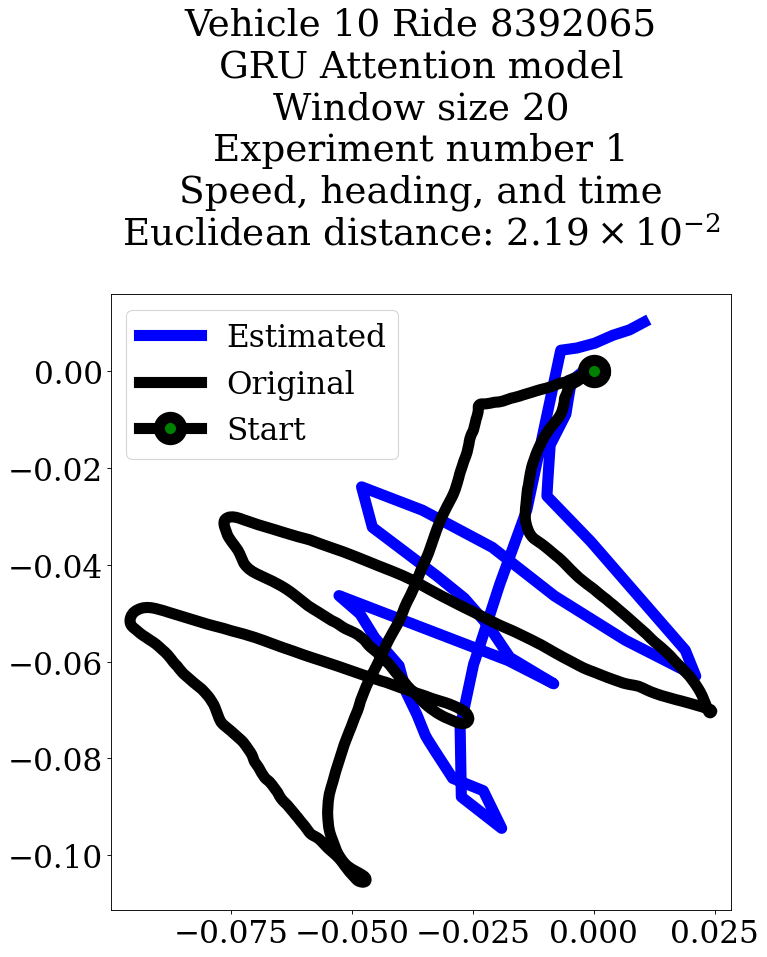 Vehicle 10 Ride 8392065
GRU Attention model
Window size 20
Experiment number 1
Speed, heading, and time
Euclidean distance: 2.19 × 10⁻²
Estimated
Original
Start
0.00
−0.02
−0.04
−0.06
−0.08
−0.10
−0.075 −0.050 −0.025 0.000 0.025